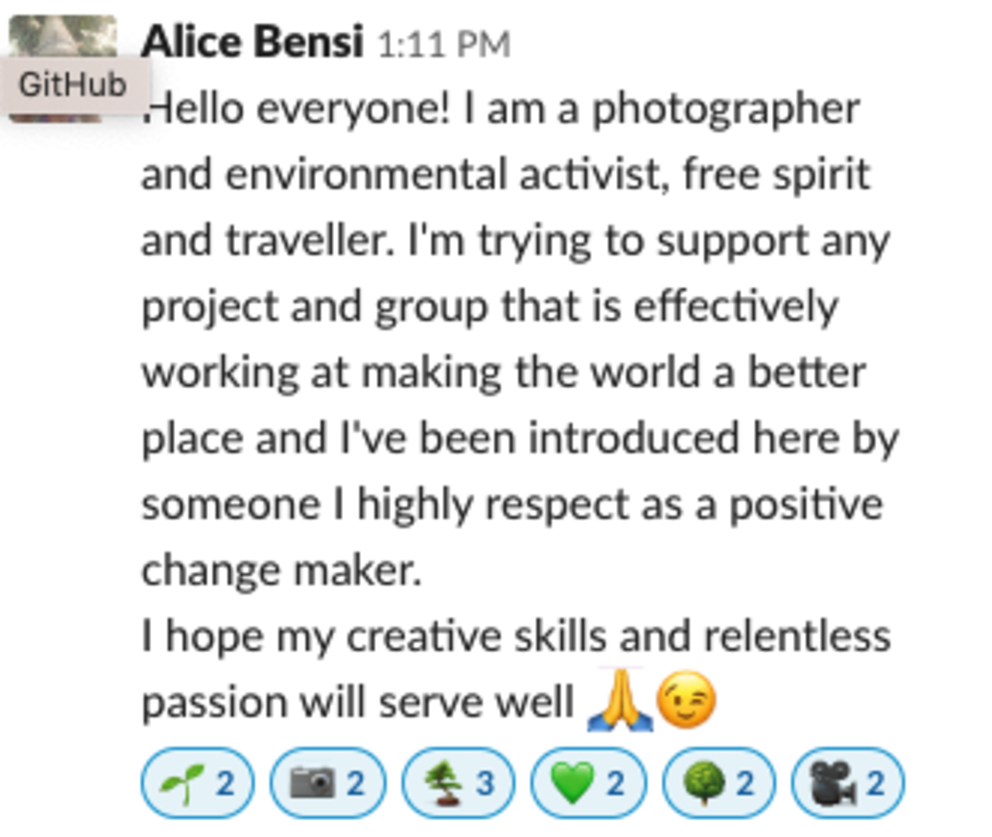 Alice Bensi 1:11 PM
GitHub
Hello everyone! I am a photographer
and environmental activist, free spirit
and traveller. I'm trying to support any
project and group that is effectively
working at making the world a better
place and I've been introduced here by
someone I highly respect as a positive
change maker.
I hope my creative skills and relentless
passion will serve well 🙏😉
2 2 3 2 2 2